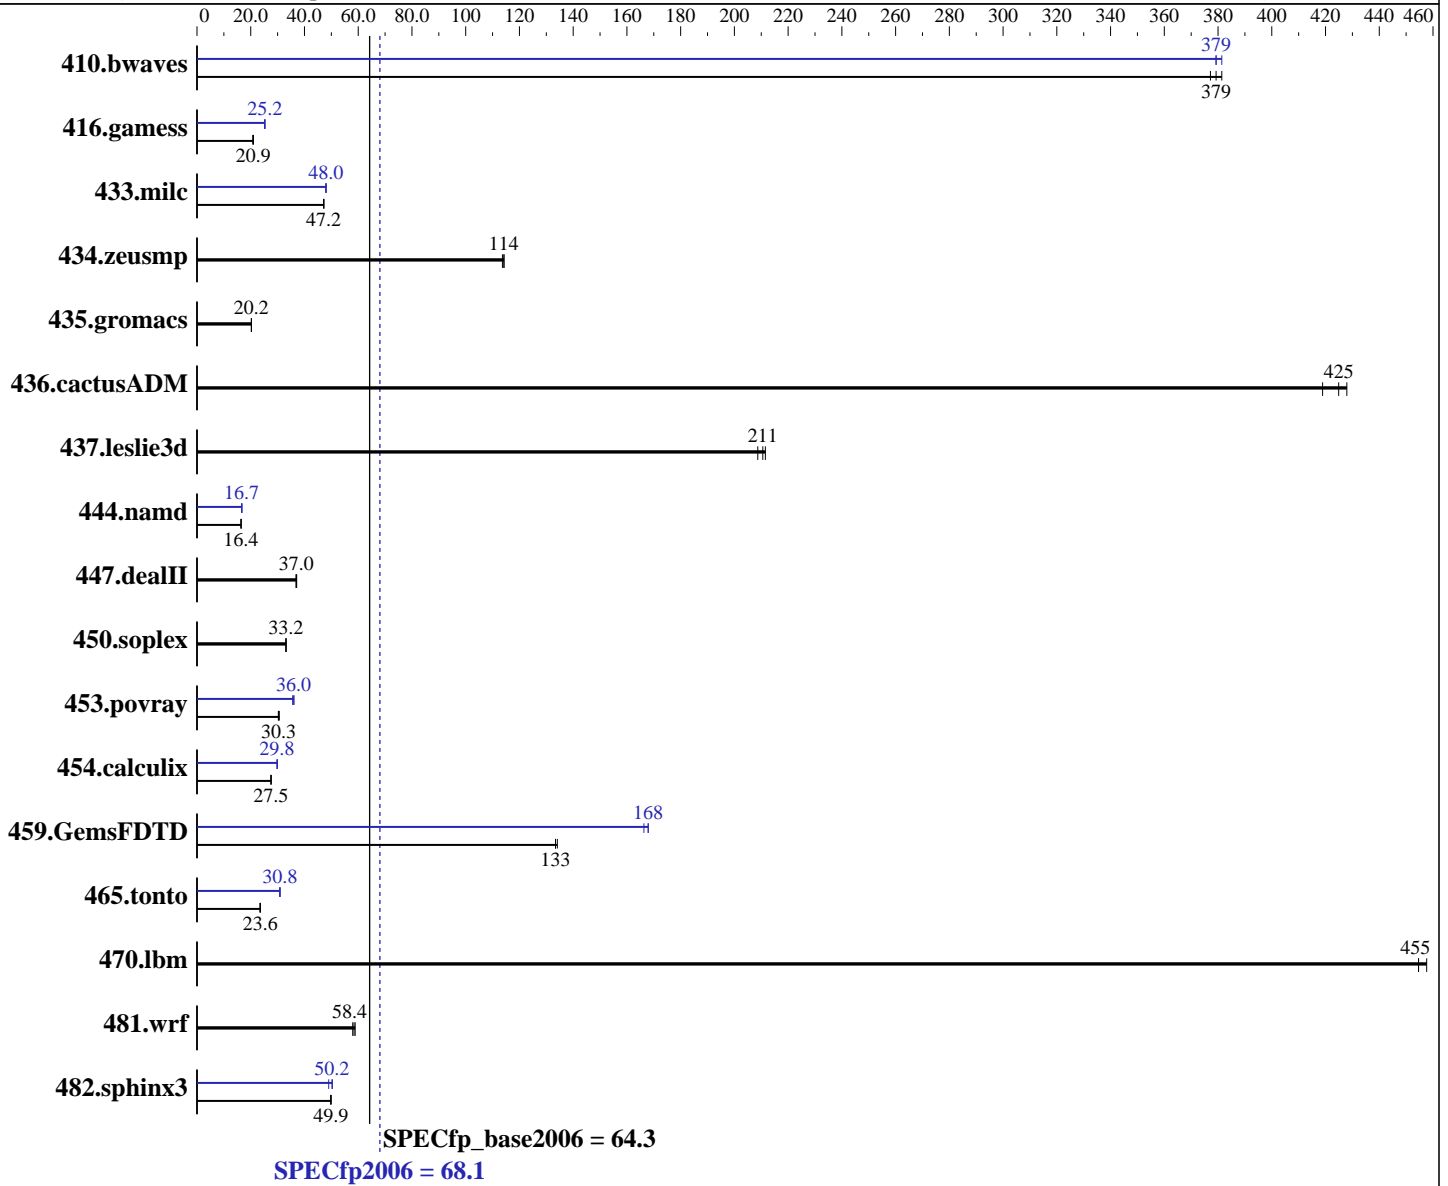 0 20.0 40.0 60.0 80.0 100 120 140 160 180 200 220 240 260 280 300 320 340 360 380 400 420 440 460
379
410.bwaves
379
25.2
416.gamess
20.9
48.0
433.milc
47.2
114
434.zeusmp
20.2
435.gromacs
425
436.cactusADM
211
437.leslie3d
16.7
444.namd
16.4
37.0
447.dealII
33.2
450.soplex
36.0
453.povray
30.3
29.8
454.calculix
27.5
168
459.GemsFDTD
133
30.8
465.tonto
23.6
455
470.lbm
58.4
481.wrf
50.2
482.sphinx3
49.9
SPECfp_base2006 = 64.3
SPECfp2006 = 68.1